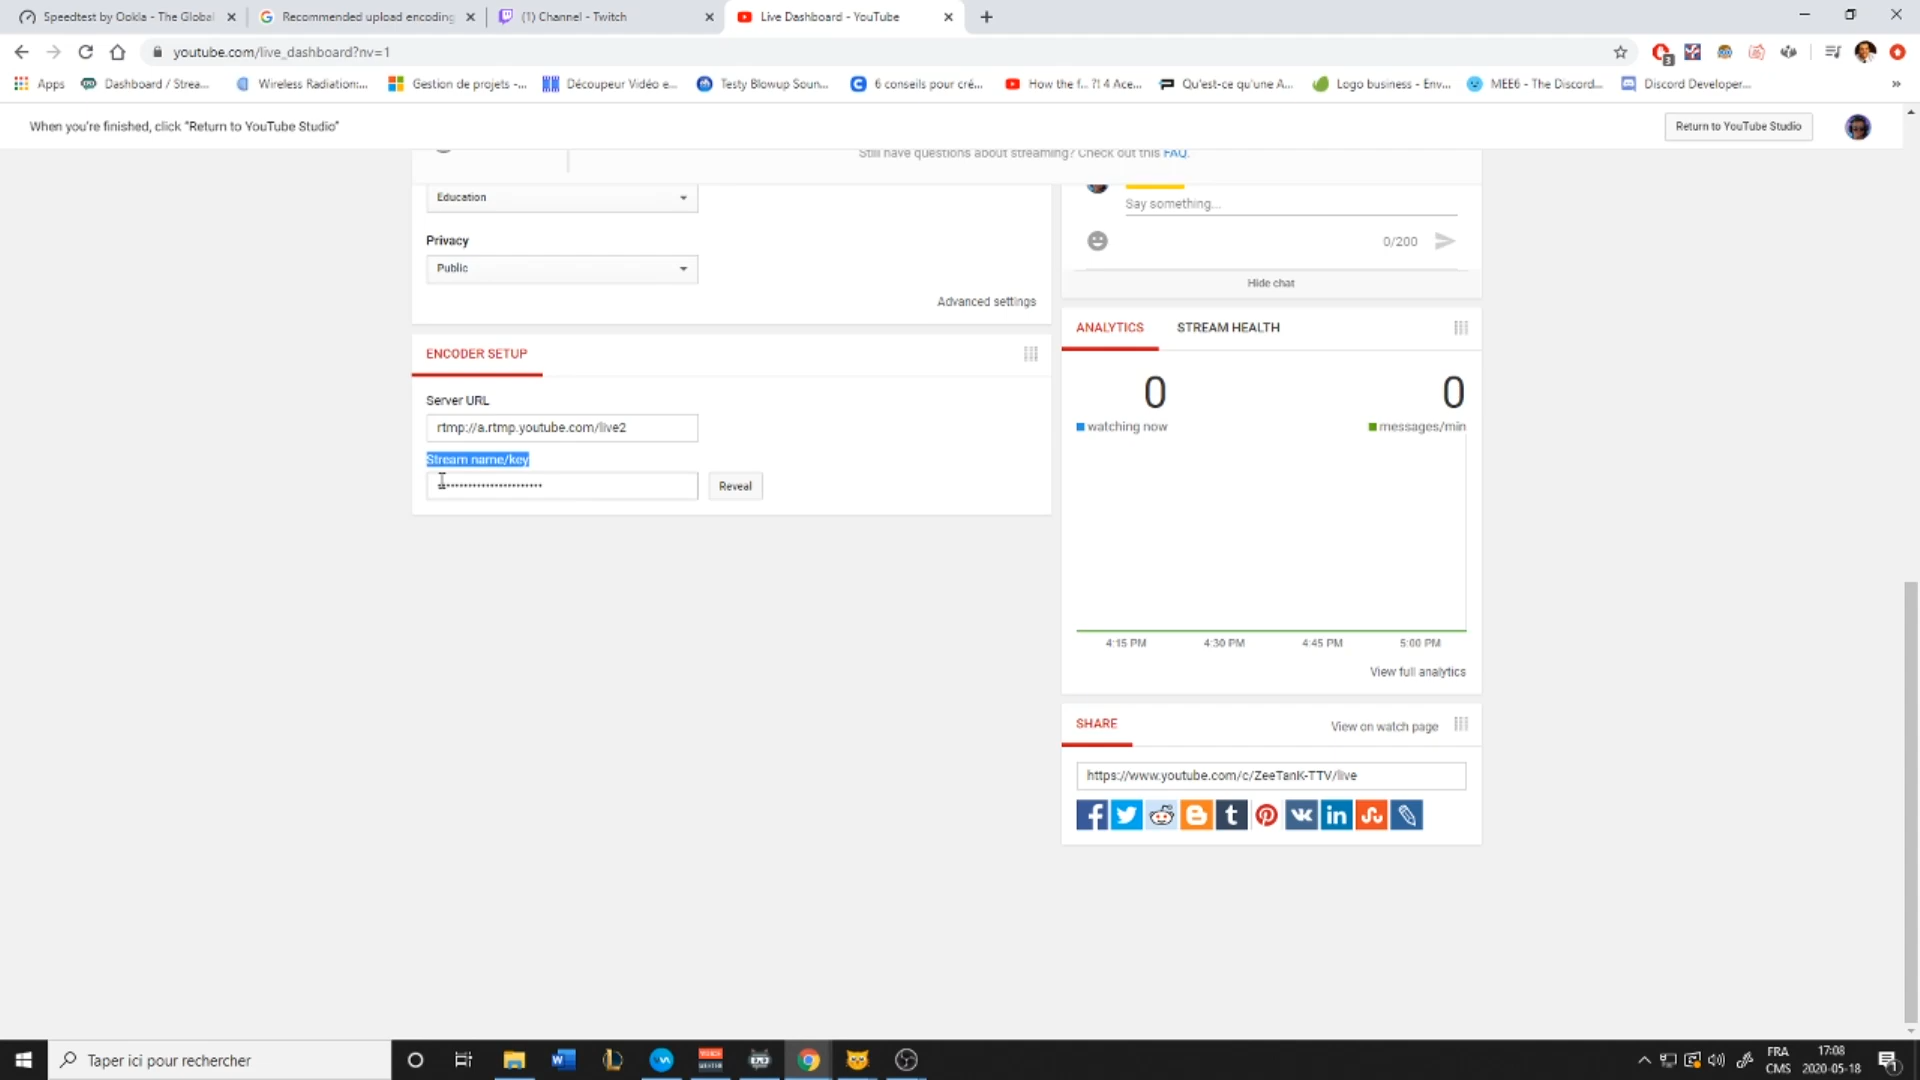 Speedtest by Ookla - The Global
Recommended upload encoding
(1) Channel - Twitch
Live Dashboard - YouTube
youtube.com/live_dashboard?nv=1
3
Apps
Dashboard / Strea...
Wireless Radiation:...
Gestion de projets -...
Découpeur Vidéo e...
Testy Blowup Soun...
6 conseils pour cré...
How the f... ?! 4 Ace...
Qu'est-ce qu'une A...
Logo business - Env...
MEE6 - The Discord...
Discord Developer...
»
When you're finished, click "Return to YouTube Studio"
Return to YouTube Studio
Still have questions about streaming? Check out this FAQ.
Education
Say something...
Privacy
0/200
Public
Hide chat
Advanced settings
ANALYTICS
STREAM HEALTH
ENCODER SETUP
0
0
Server URL
watching now
messages/min
rtmp://a.rtmp.youtube.com/live2
Stream name/key
Reveal
4:15 PM
4:30 PM
4:45 PM
5:00 PM
View full analytics
SHARE
View on watch page
https://www.youtube.com/c/ZeeTanK-TTV/live
Taper ici pour rechercher
FRA
CMS
17:08
2020-05-18
1